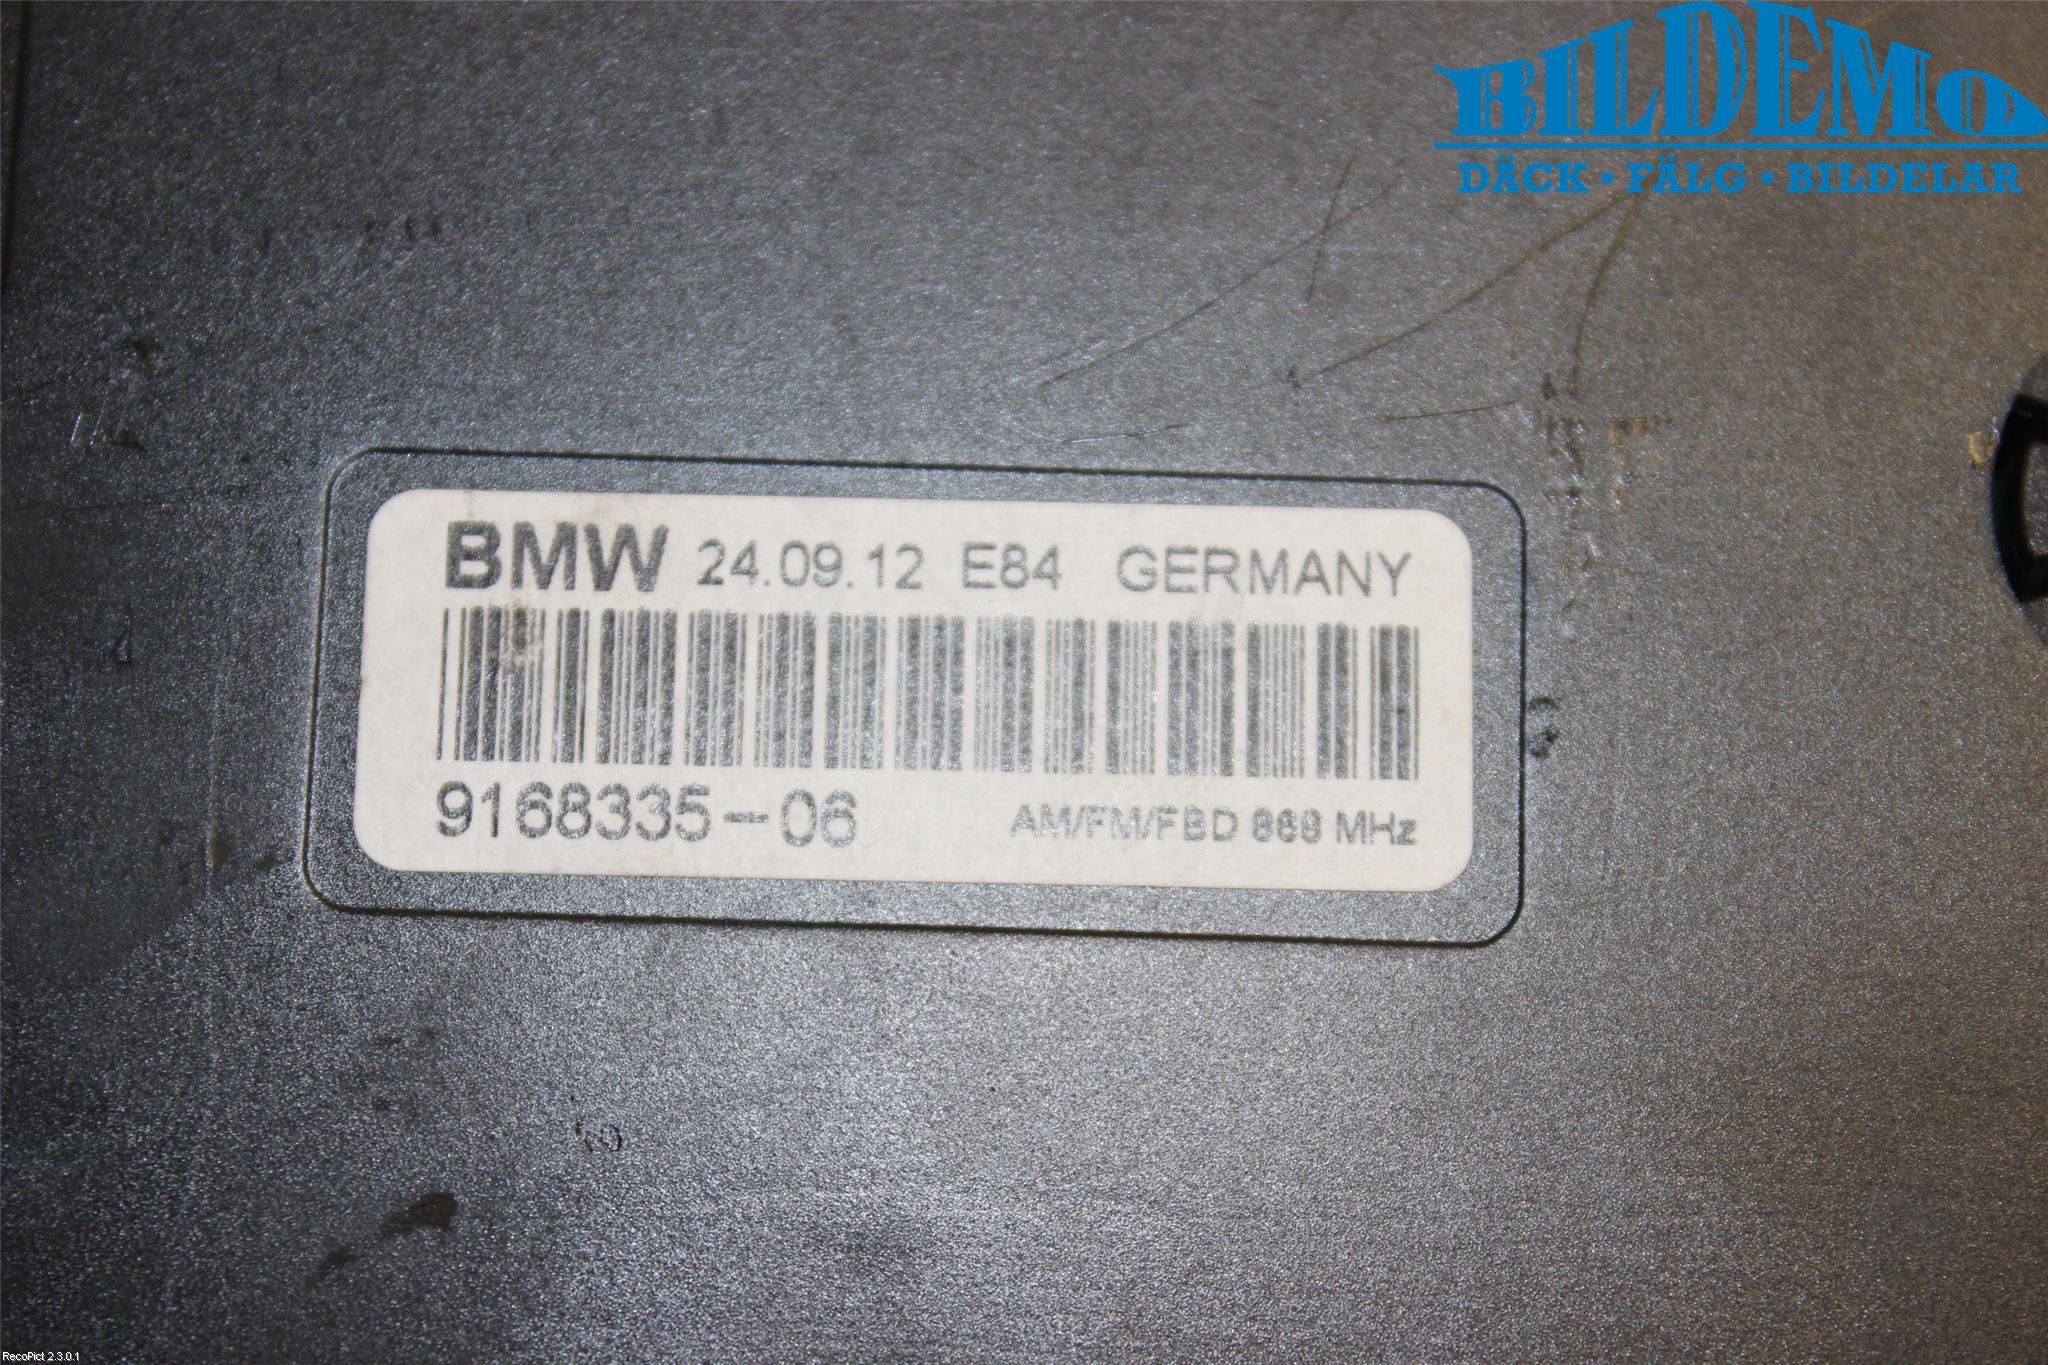 BILDEMO
DÄCK • FÄLG • BILDELAR
BMW 24.09.12 E84 GERMANY
9168335-06 AM/FM/FBD 868 MHz
RecoPict 2.3.0.1